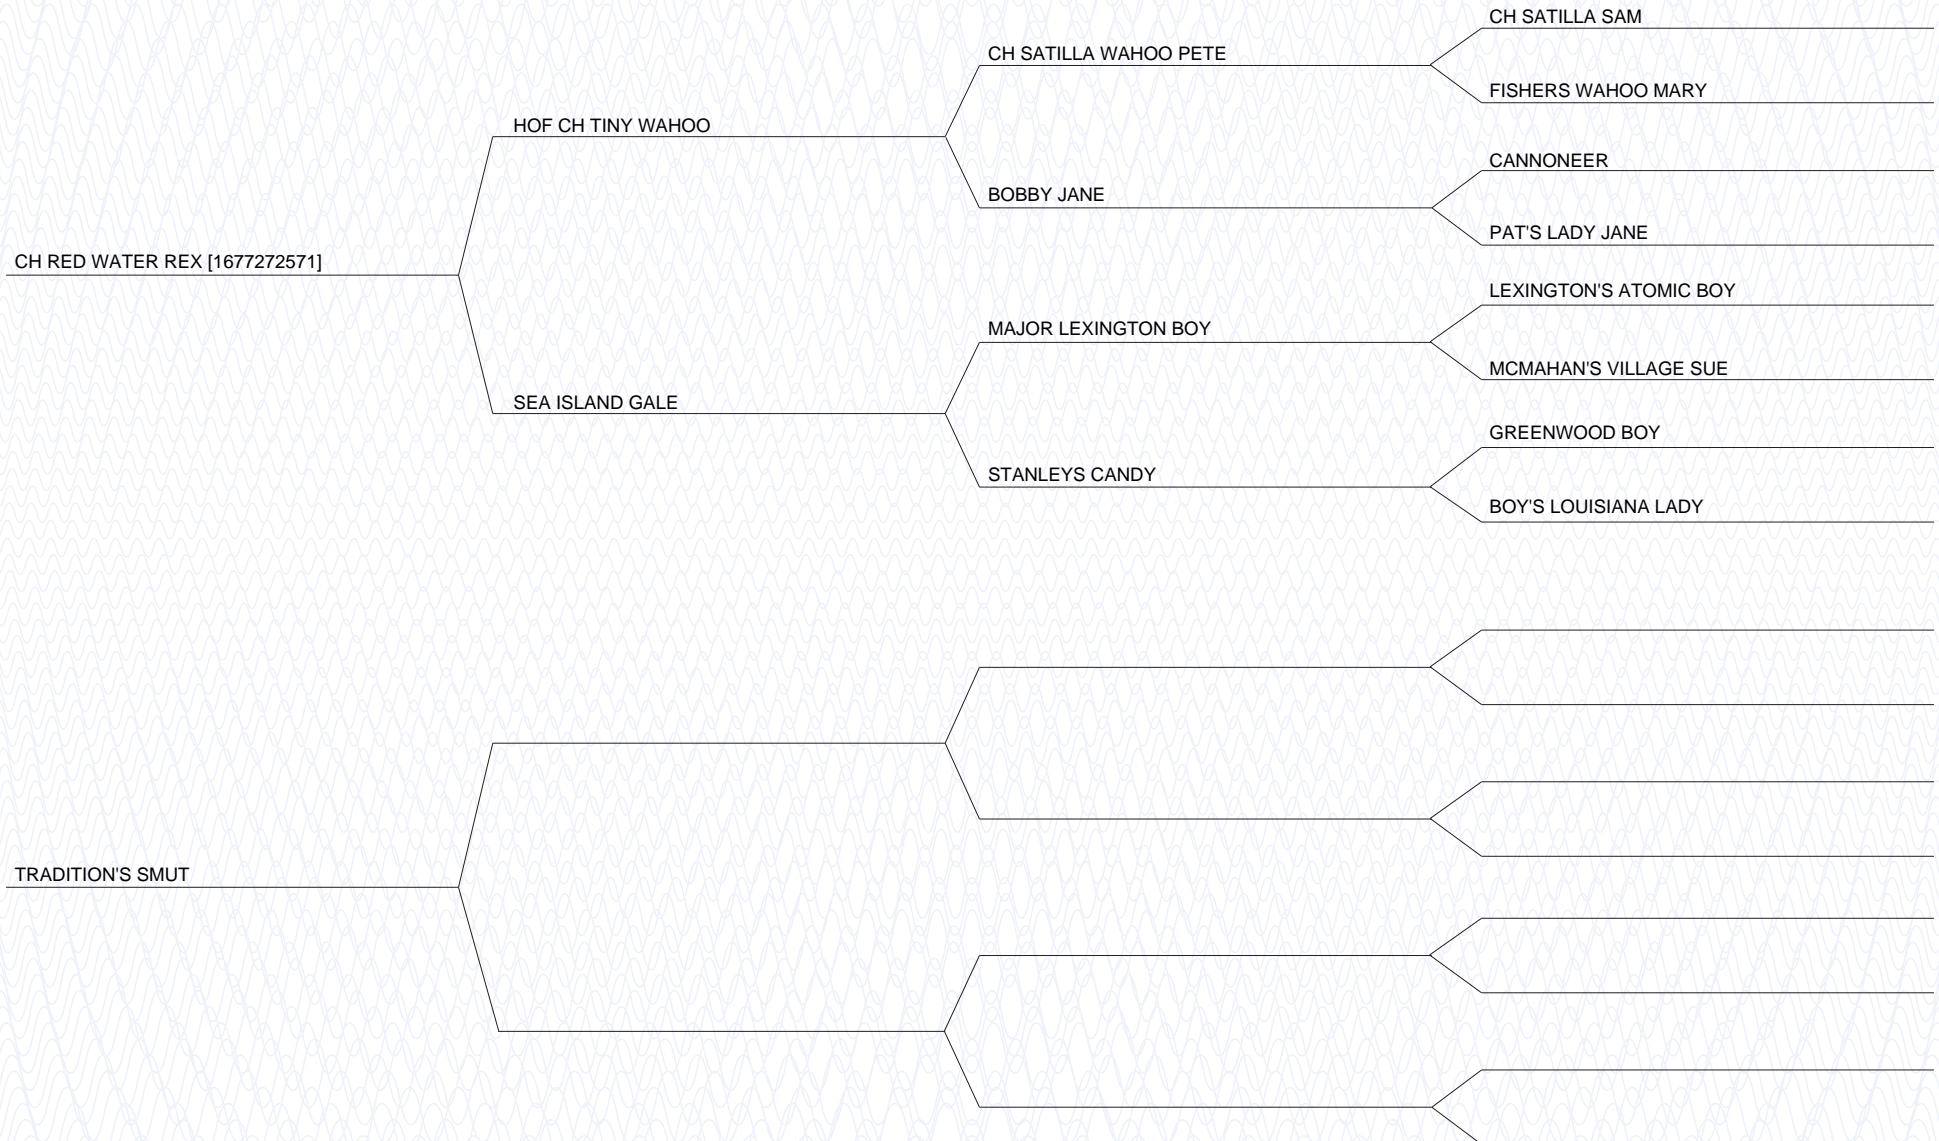 CH SATILLA SAM
CH SATILLA WAHOO PETE
FISHERS WAHOO MARY
HOF CH TINY WAHOO
CANNONEER
BOBBY JANE
PAT'S LADY JANE
CH RED WATER REX [1677272571]
LEXINGTON'S ATOMIC BOY
MAJOR LEXINGTON BOY
MCMAHAN'S VILLAGE SUE
SEA ISLAND GALE
GREENWOOD BOY
STANLEYS CANDY
BOY'S LOUISIANA LADY
TRADITION'S SMUT